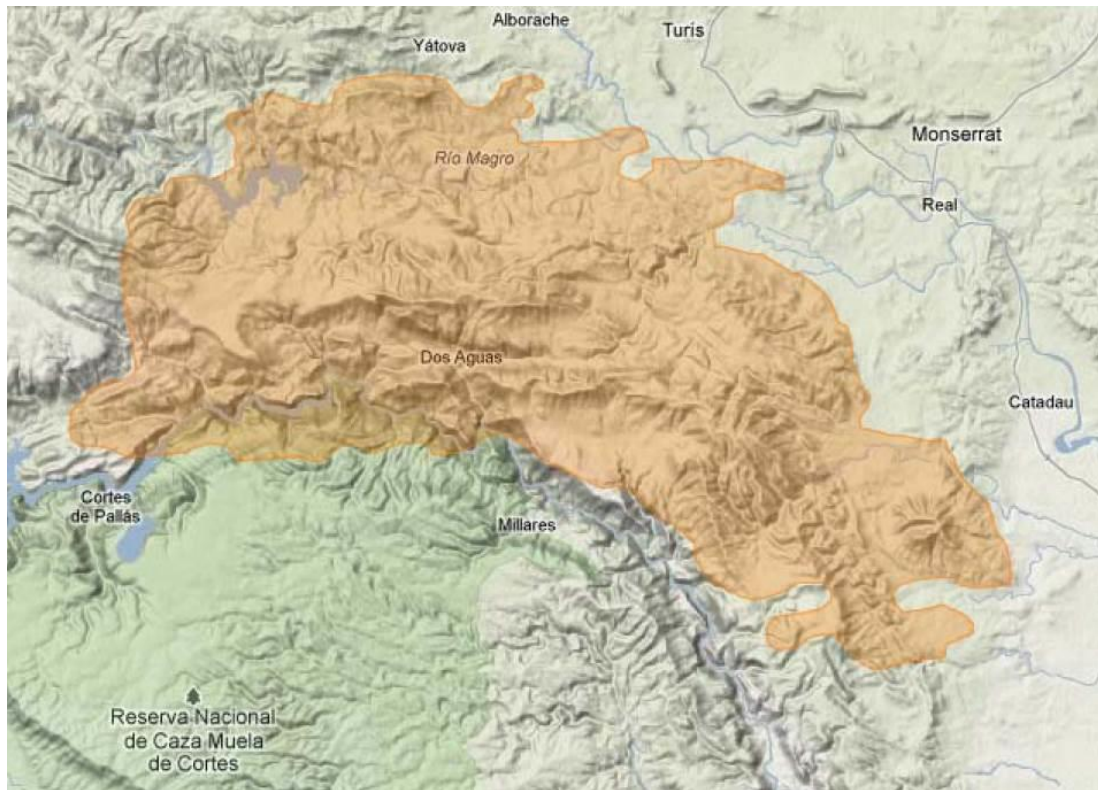 Alborache
Turís
Yátova
Monserrat
Río Magro
Real
Dos Aguas
Catadau
Cortes
de Pallás
Millares
Reserva Nacional
de Caza Muela
de Cortes